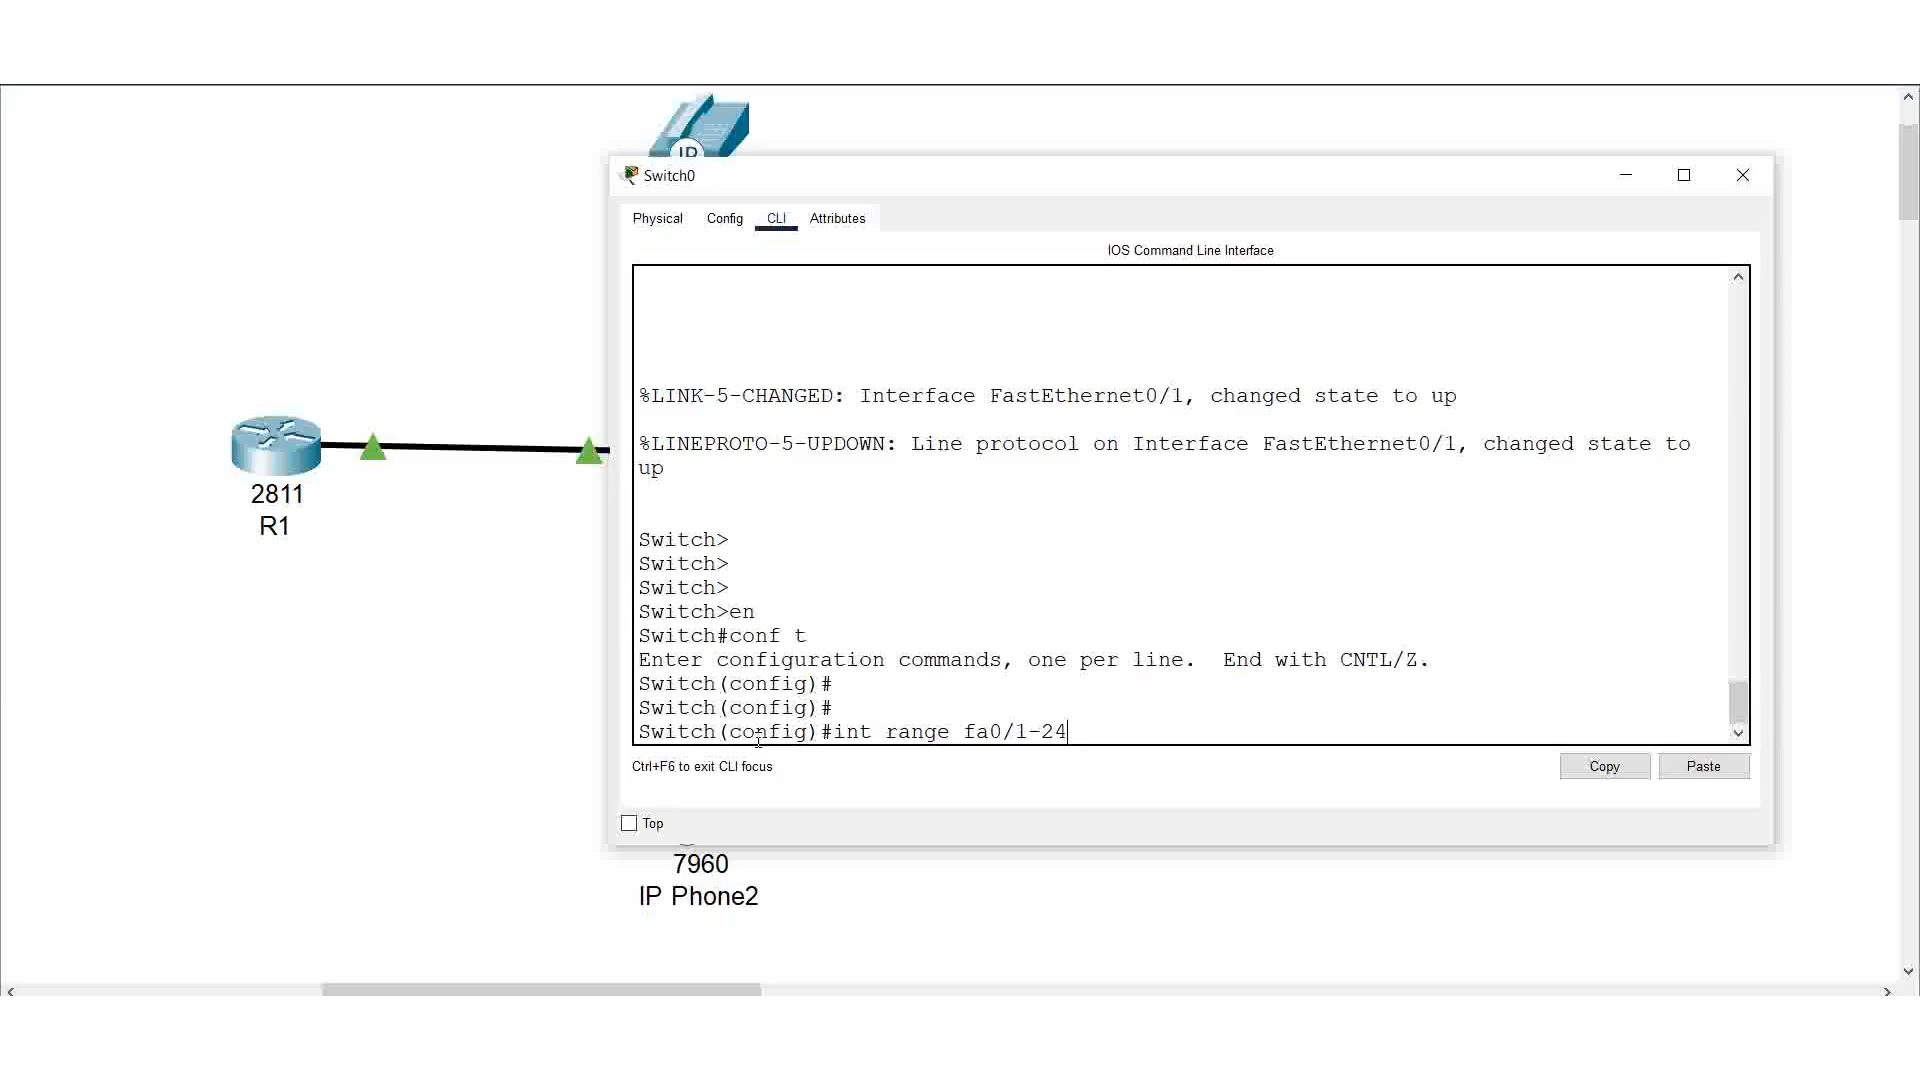 IP
Switch0
Physical Config CLI Attributes
IOS Command Line Interface
%LINK-5-CHANGED: Interface FastEthernet0/1, changed state to up
%LINEPROTO-5-UPDOWN: Line protocol on Interface FastEthernet0/1, changed state to
up
Switch>
Switch>
Switch>
Switch>en
Switch#conf t
Enter configuration commands, one per line.  End with CNTL/Z.
Switch(config)#
Switch(config)#
Switch(config)#int range fa0/1-24
Ctrl+F6 to exit CLI focus
Copy Paste
Top
2811
R1
7960
IP Phone2